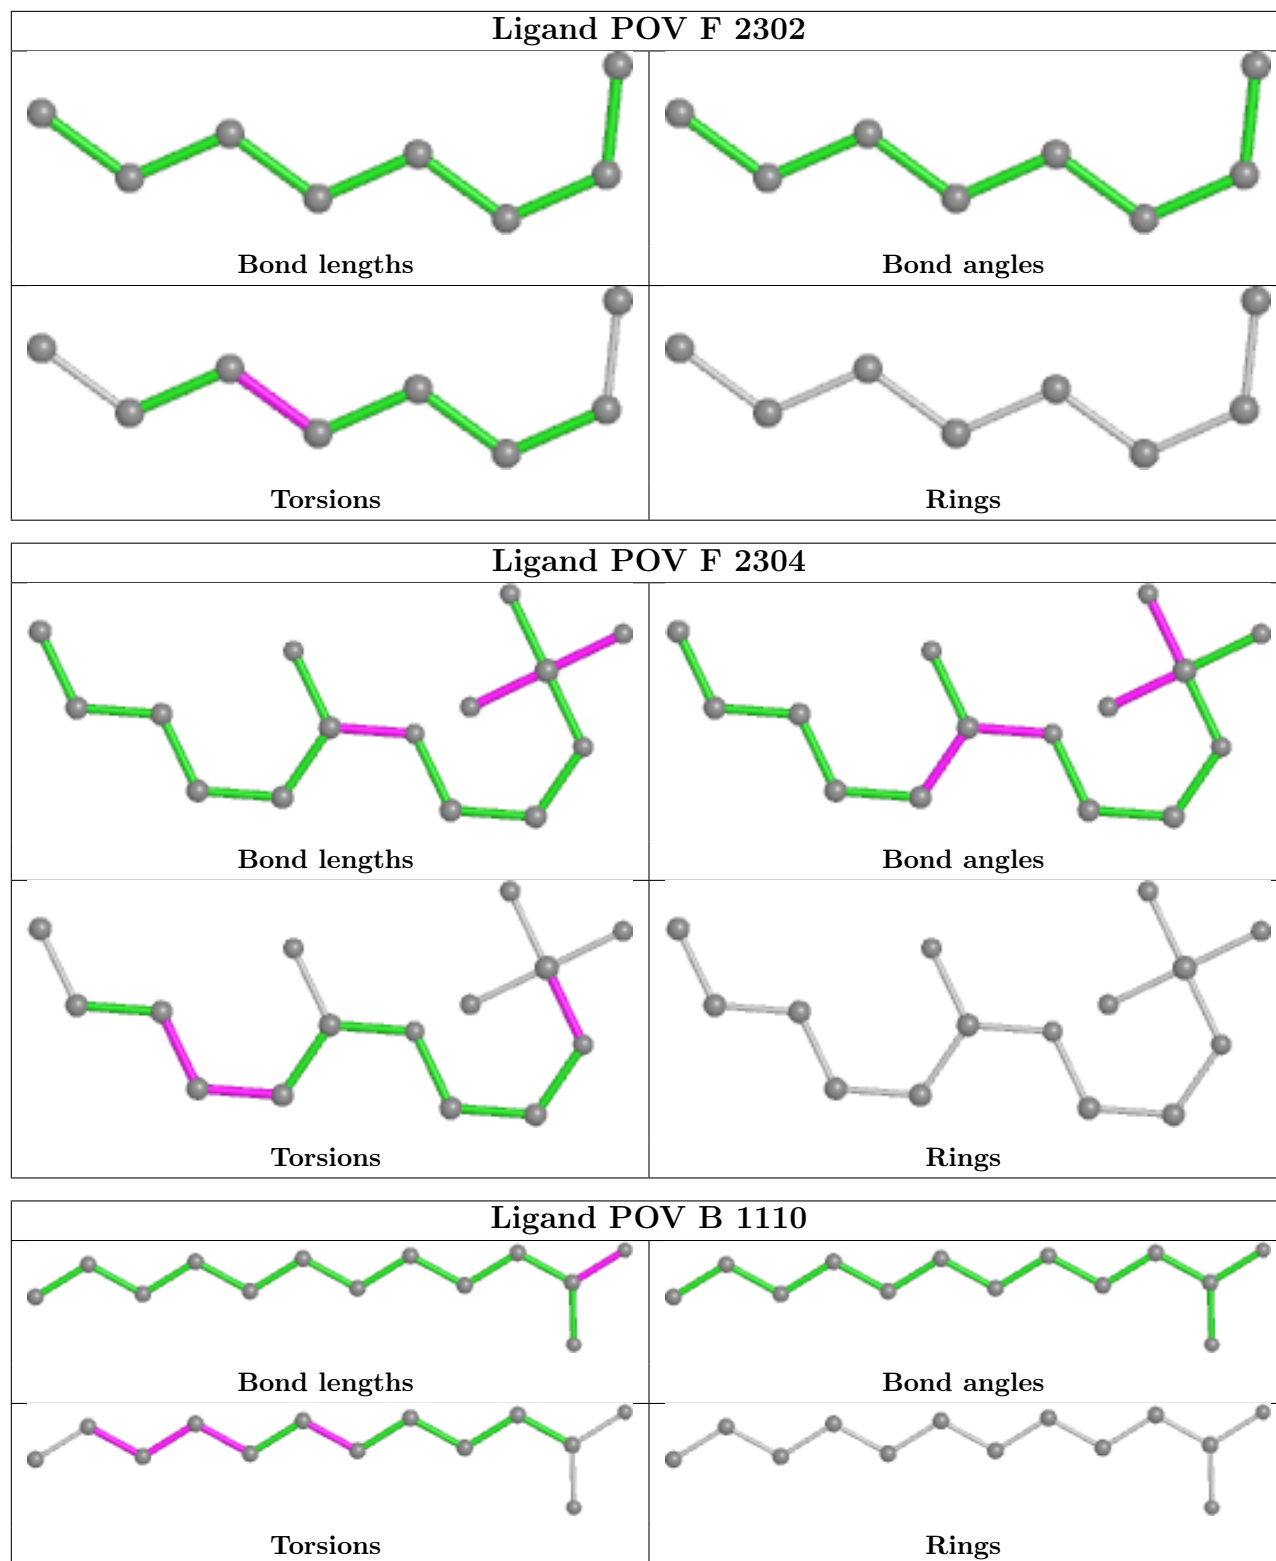 Ligand POV F 2302
Bond lengths
Bond angles
Torsions
Rings
Ligand POV F 2304
Bond lengths
Bond angles
Torsions
Rings
Ligand POV B 1110
Bond lengths
Bond angles
Torsions
Rings